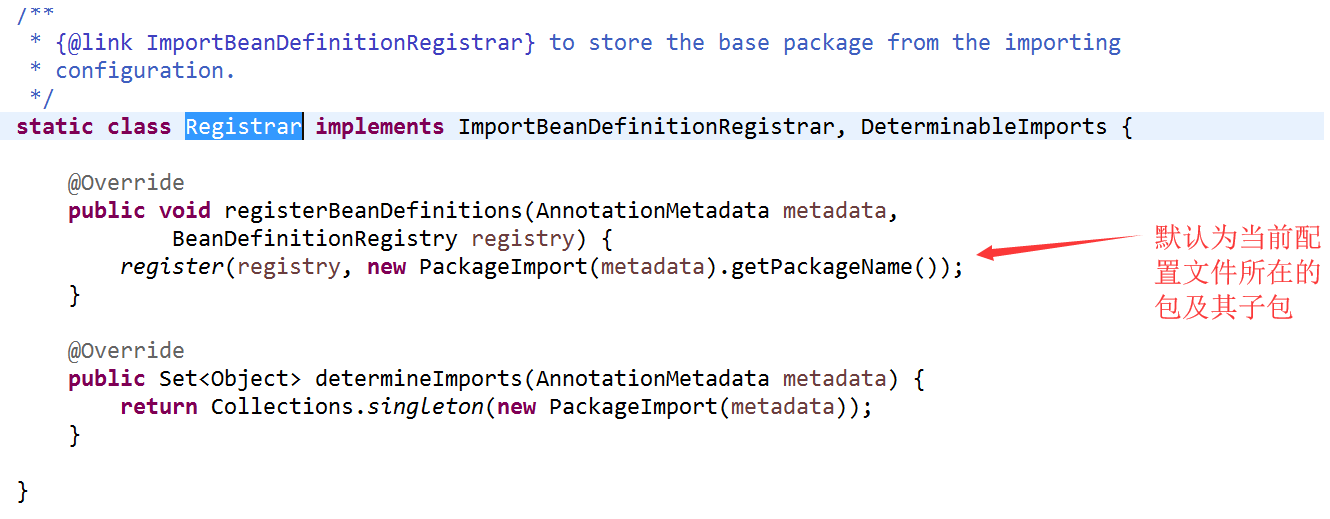 /**
 * {@link ImportBeanDefinitionRegistrar} to store the base package from the importing
 * configuration.
 */
static class Registrar implements ImportBeanDefinitionRegistrar, DeterminableImports {
    @Override
    public void registerBeanDefinitions(AnnotationMetadata metadata,
            BeanDefinitionRegistry registry) {
        register(registry, new PackageImport(metadata).getPackageName());
    }
    @Override
    public Set<Object> determineImports(AnnotationMetadata metadata) {
        return Collections.singleton(new PackageImport(metadata));
    }
}
默认为当前配
置文件所在的
包及其子包